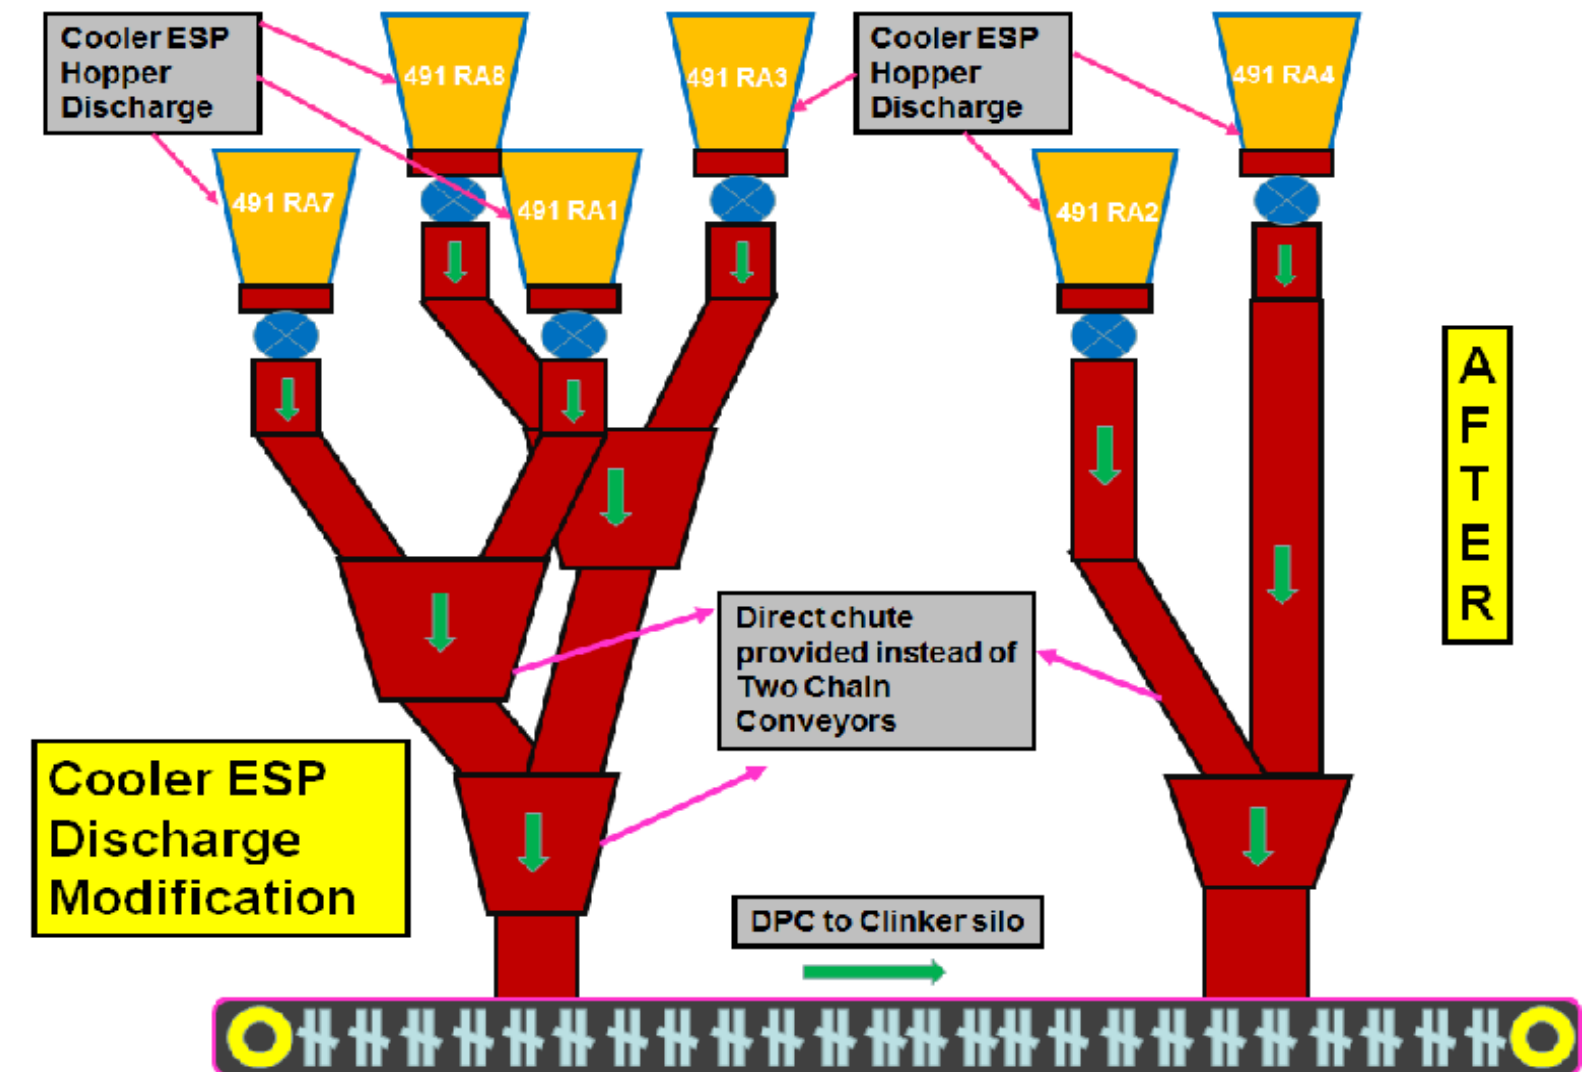 Cooler ESP
Hopper
Discharge
491 RA8
491 RA3
Cooler ESP
Hopper
Discharge
491 RA4
491 RA7
491 RA1
491 RA2
A
F
T
E
R
Direct chute
provided instead of
Two Chain
Conveyors
Cooler ESP
Discharge
Modification
DPC to Clinker silo